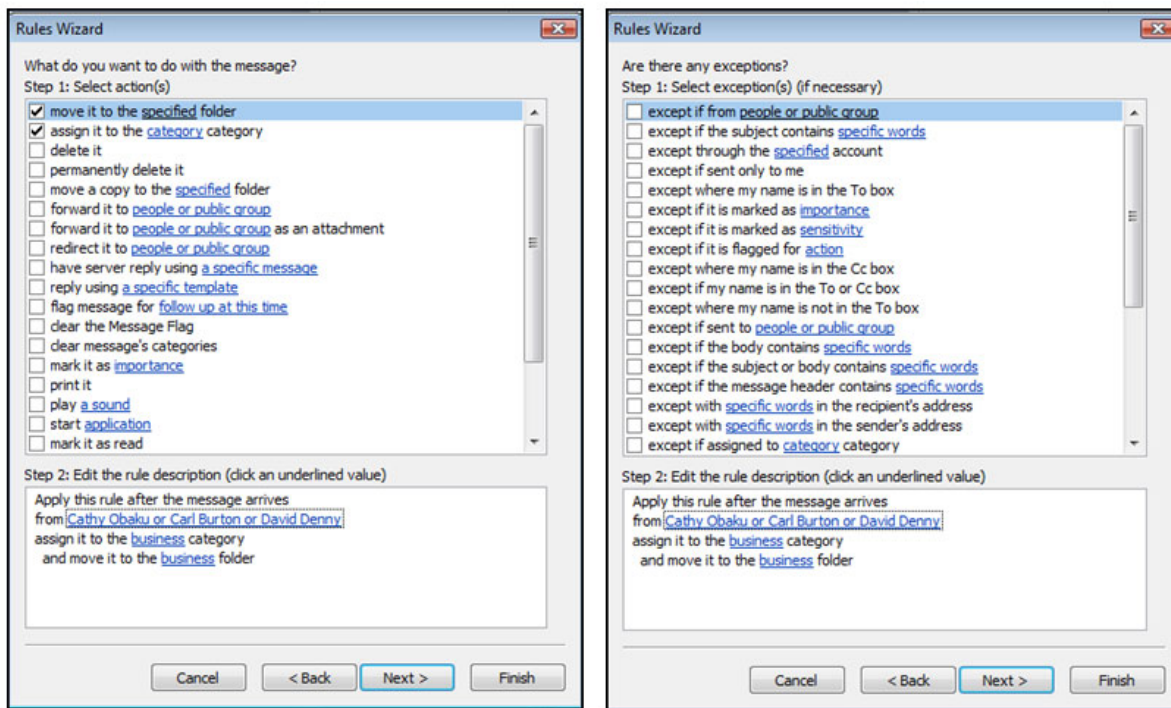 Rules Wizard
What do you want to do with the message?
Step 1: Select action(s)
move it to the specified folder
assign it to the category category
delete it
permanently delete it
move a copy to the specified folder
forward it to people or public group
forward it to people or public group as an attachment
redirect it to people or public group
have server reply using a specific message
reply using a specific template
flag message for follow up at this time
clear the Message Flag
clear message's categories
mark it as importance
print it
play a sound
start application
mark it as read
Step 2: Edit the rule description (click an underlined value)
Apply this rule after the message arrives
from Cathy Obaku or Carl Burton or David Denny
assign it to the business category
and move it to the business folder
Cancel
< Back
Next >
Finish
Rules Wizard
Are there any exceptions?
Step 1: Select exception(s) (if necessary)
except if from people or public group
except if the subject contains specific words
except through the specified account
except if sent only to me
except where my name is in the To box
except if it is marked as importance
except if it is marked as sensitivity
except if it is flagged for action
except where my name is in the Cc box
except if my name is in the To or Cc box
except where my name is not in the To box
except if sent to people or public group
except if the body contains specific words
except if the subject or body contains specific words
except if the message header contains specific words
except with specific words in the recipient's address
except with specific words in the sender's address
except if assigned to category category
Step 2: Edit the rule description (click an underlined value)
Apply this rule after the message arrives
from Cathy Obaku or Carl Burton or David Denny
assign it to the business category
and move it to the business folder
Cancel
< Back
Next >
Finish